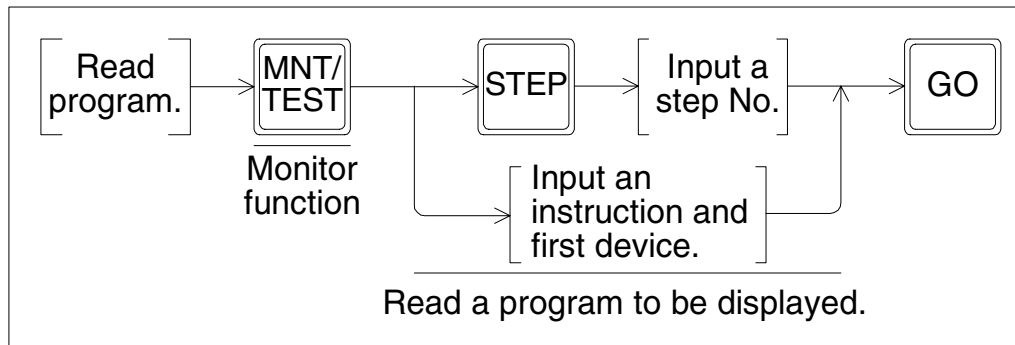 Read
program.
MNT/
TEST
Monitor
function
STEP
Input a
step No.
GO
Input an
instruction and
first device.
Read a program to be displayed.